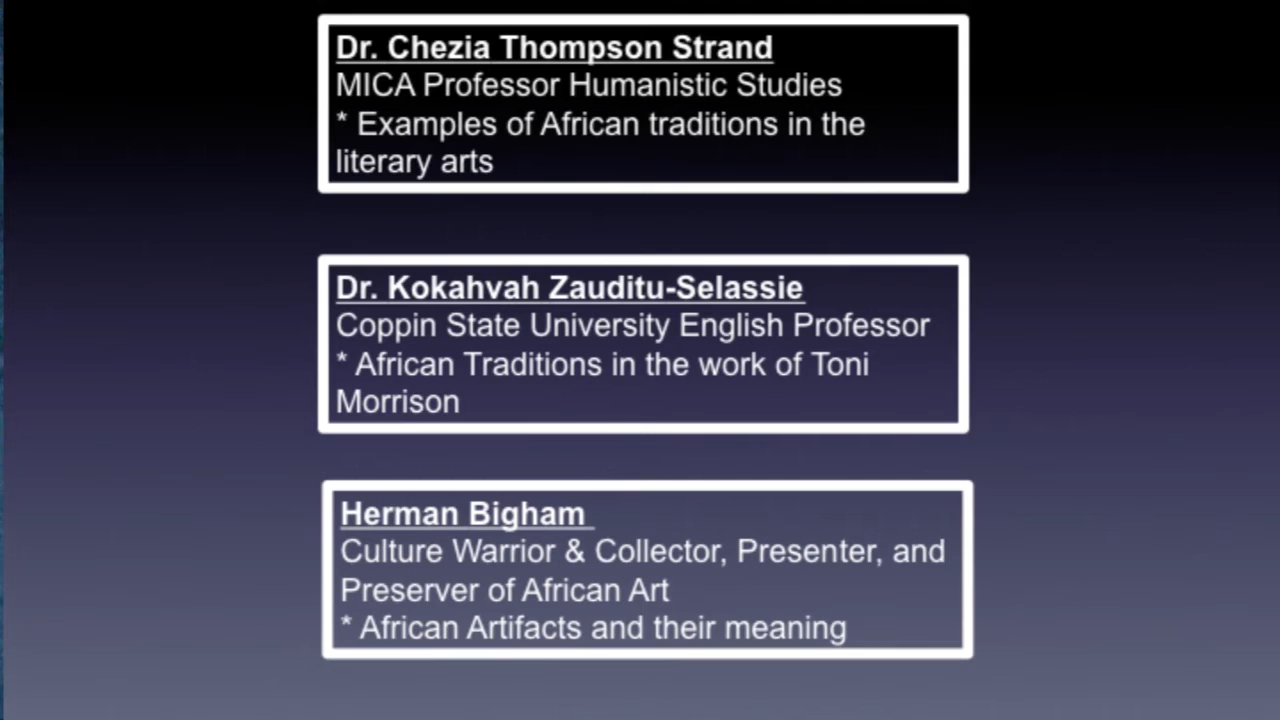 Dr. Chezia Thompson Strand
MICA Professor Humanistic Studies
* Examples of African traditions in the
literary arts
Dr. Kokahvah Zauditu-Selassie
Coppin State University English Professor
* African Traditions in the work of Toni
Morrison
Herman Bigham
Culture Warrior & Collector, Presenter, and
Preserver of African Art
* African Artifacts and their meaning